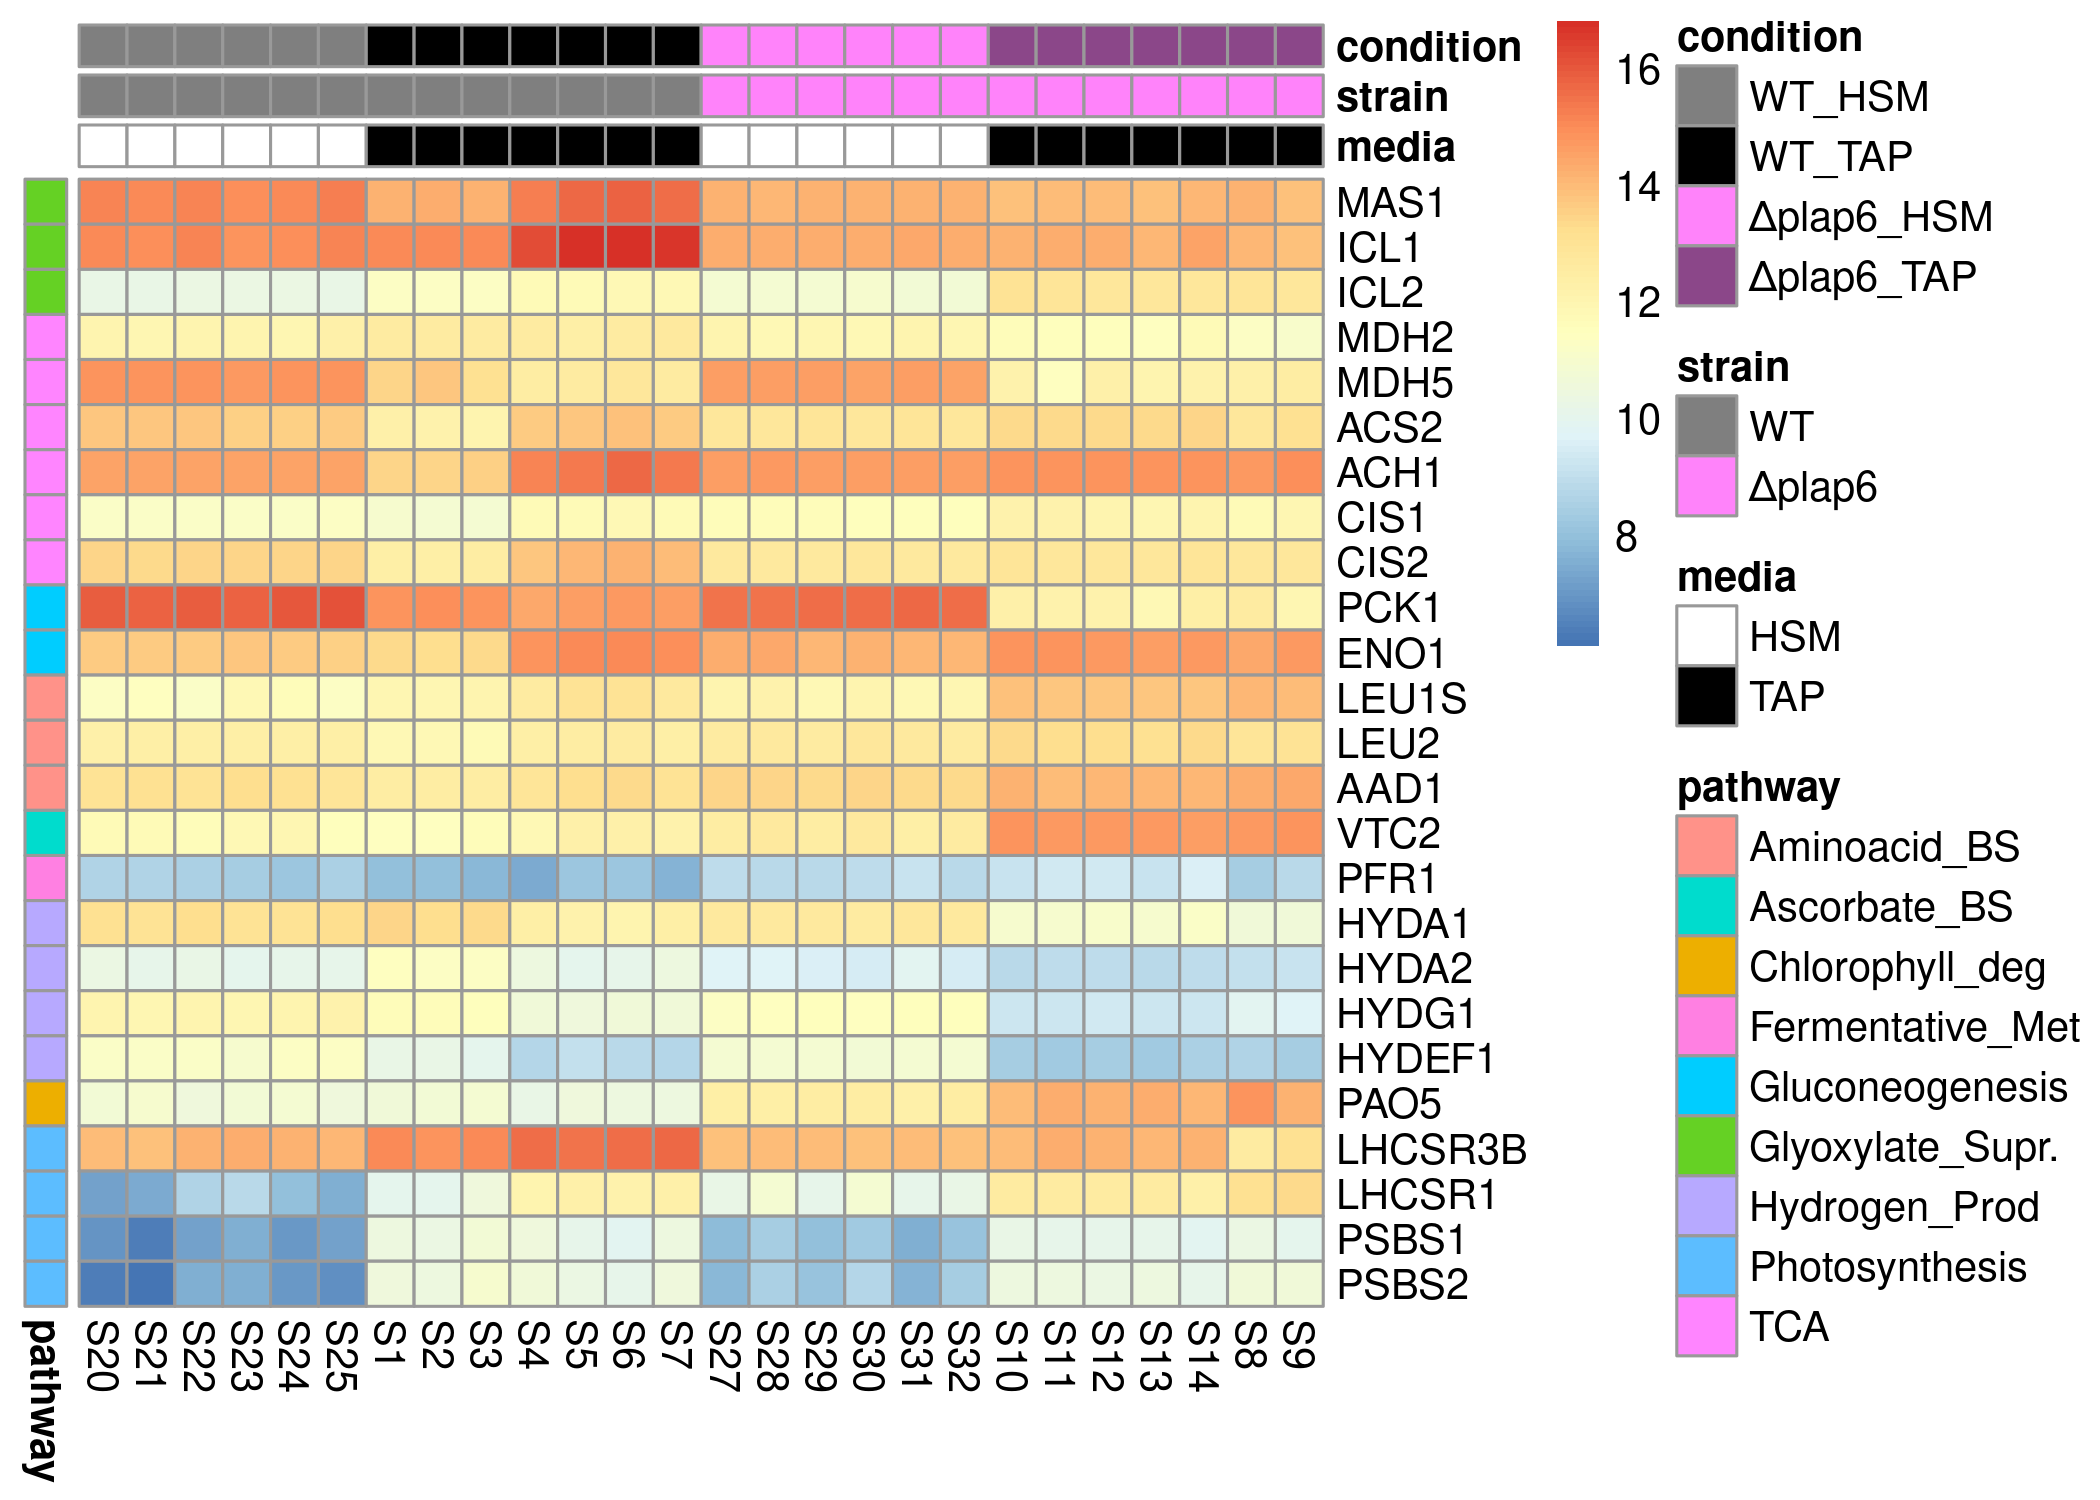 condition
strain
media
MAS1
ICL1
ICL2
MDH2
MDH5
ACS2
ACH1
CIS1
CIS2
PCK1
ENO1
LEU1S
LEU2
AAD1
VTC2
PFR1
HYDA1
HYDA2
HYDG1
HYDEF1
PAO5
LHCSR3B
LHCSR1
PSBS1
PSBS2
pathway
S20 S21 S22 S23 S24 S25 S1 S2 S3 S4 S5 S6 S7 S27 S28 S29 S30 S31 S32 S10 S11 S12 S13 S14 S8 S9
16
14
12
10
8
condition
WT_HSM
WT_TAP
Δplap6_HSM
Δplap6_TAP
strain
WT
Δplap6
media
HSM
TAP
pathway
Aminoacid_BS
Ascorbate_BS
Chlorophyll_deg
Fermentative_Met
Gluconeogenesis
Glyoxylate_Supr.
Hydrogen_Prod
Photosynthesis
TCA